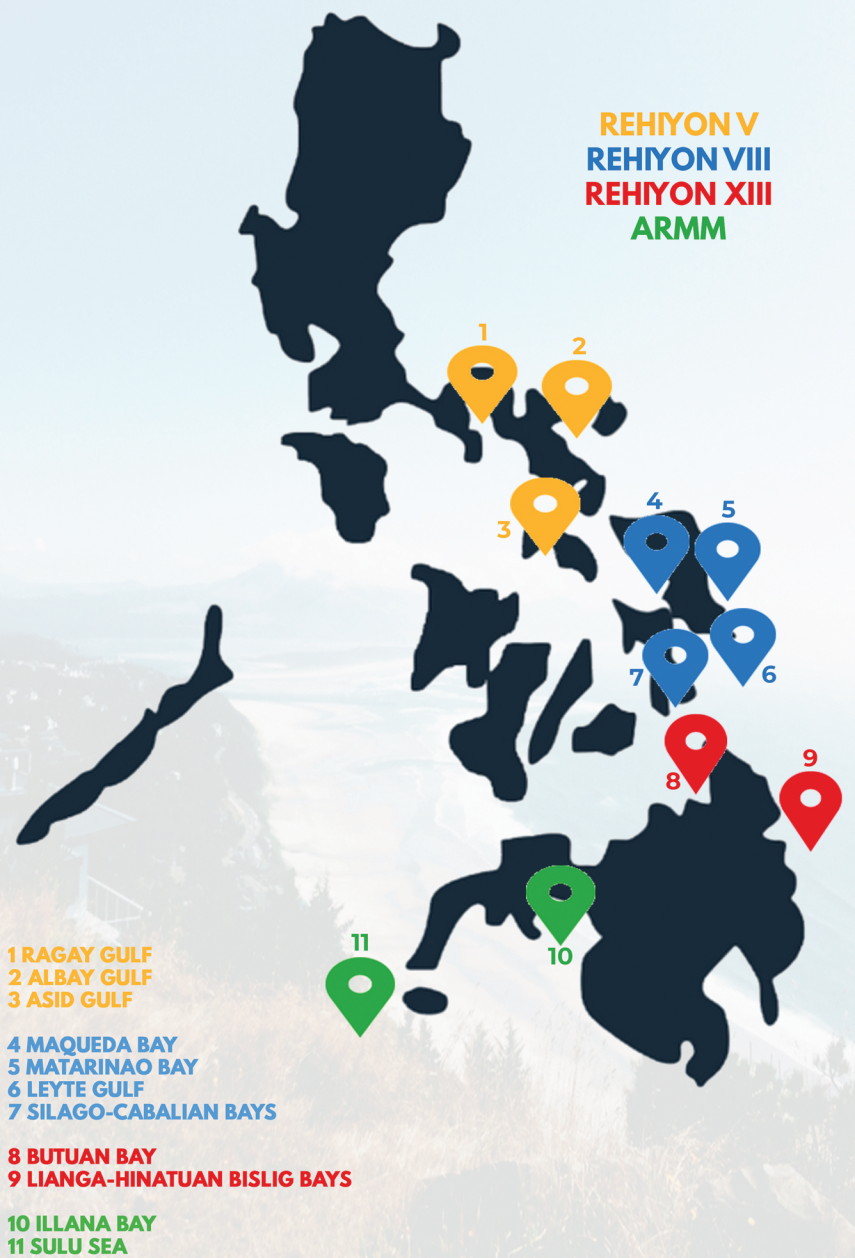 REHIYON V
REHIYON VIII
REHIYON XIII
ARMM
1
2
3
4
5
6
7
8
9
10
11
1 RAGAY GULF
2 ALBAY GULF
3 ASID GULF
4 MAQUEDA BAY
5 MATARINAO BAY
6 LEYTE GULF
7 SILAGO-CABALIAN BAYS
8 BUTUAN BAY
9 LIANGA-HINATUAN BISLIG BAYS
10 ILLANA BAY
11 SULU SEA